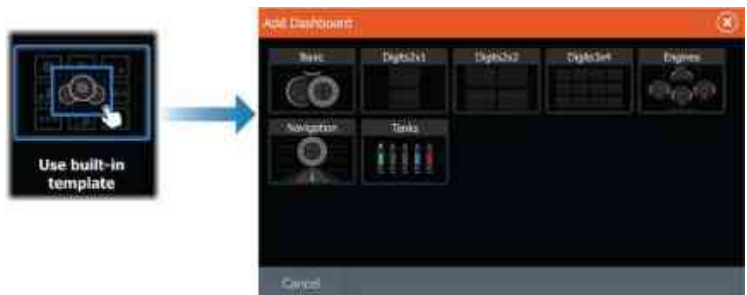 Add Dashboard
Basic
Digits2x1
Digits2x2
Digits3x4
Engines
Navigation
Tanks
Use built-in
template
Cancel